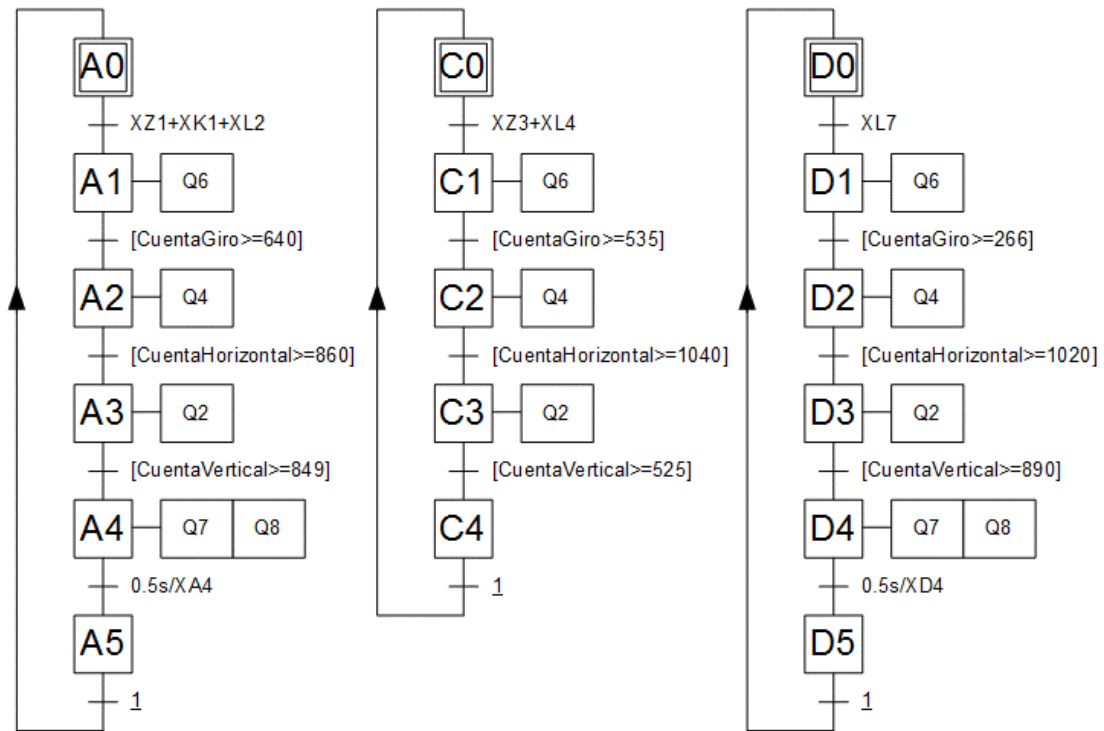 A0
XZ1+XK1+XL2
A1 Q6
[CuentaGiro>=640]
A2 Q4
[CuentaHorizontal>=860]
A3 Q2
[CuentaVertical>=849]
A4 Q7 Q8
0.5s/XA4
A5
1
C0
XZ3+XL4
C1 Q6
[CuentaGiro>=535]
C2 Q4
[CuentaHorizontal>=1040]
C3 Q2
[CuentaVertical>=525]
C4
1
D0
XL7
D1 Q6
[CuentaGiro>=266]
D2 Q4
[CuentaHorizontal>=1020]
D3 Q2
[CuentaVertical>=890]
D4 Q7 Q8
0.5s/XD4
D5
1